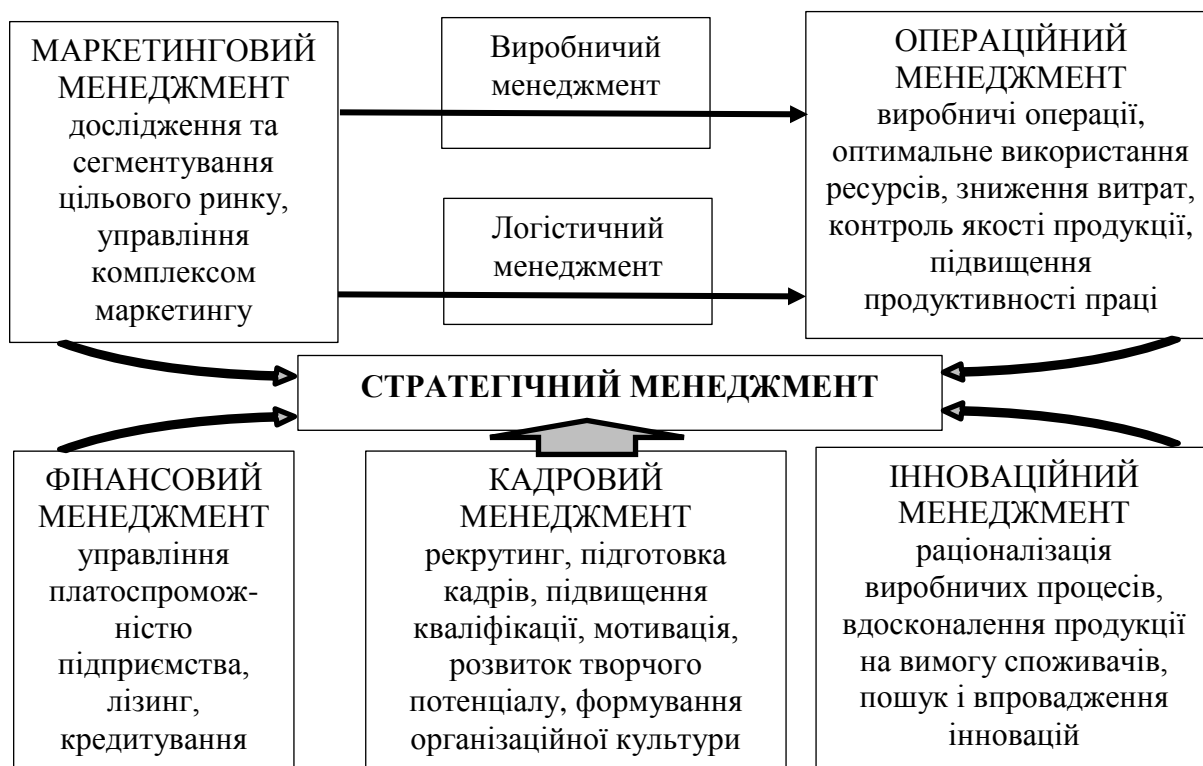 МАРКЕТИНГОВИЙ
МЕНЕДЖМЕНТ
дослідження та
сегментування
цільового ринку,
управління
комплексом
маркетингу
Виробничий
менеджмент
Логістичний
менеджмент
ОПЕРАЦІЙНИЙ
МЕНЕДЖМЕНТ
виробничі операції,
оптимальне використання
ресурсів, зниження витрат,
контроль якості продукції,
підвищення
продуктивності праці
СТРАТЕГІЧНИЙ МЕНЕДЖМЕНТ
ФІНАНСОВИЙ
МЕНЕДЖМЕНТ
управління
платоспромож-
ністю
підприємства,
лізинг,
кредитування
КАДРОВИЙ
МЕНЕДЖМЕНТ
рекрутинг, підготовка
кадрів, підвищення
кваліфікації, мотивація,
розвиток творчого
потенціалу, формування
організаційної культури
ІННОВАЦІЙНИЙ
МЕНЕДЖМЕНТ
раціоналізація
виробничих процесів,
вдосконалення продукції
на вимогу споживачів,
пошук і впровадження
інновацій